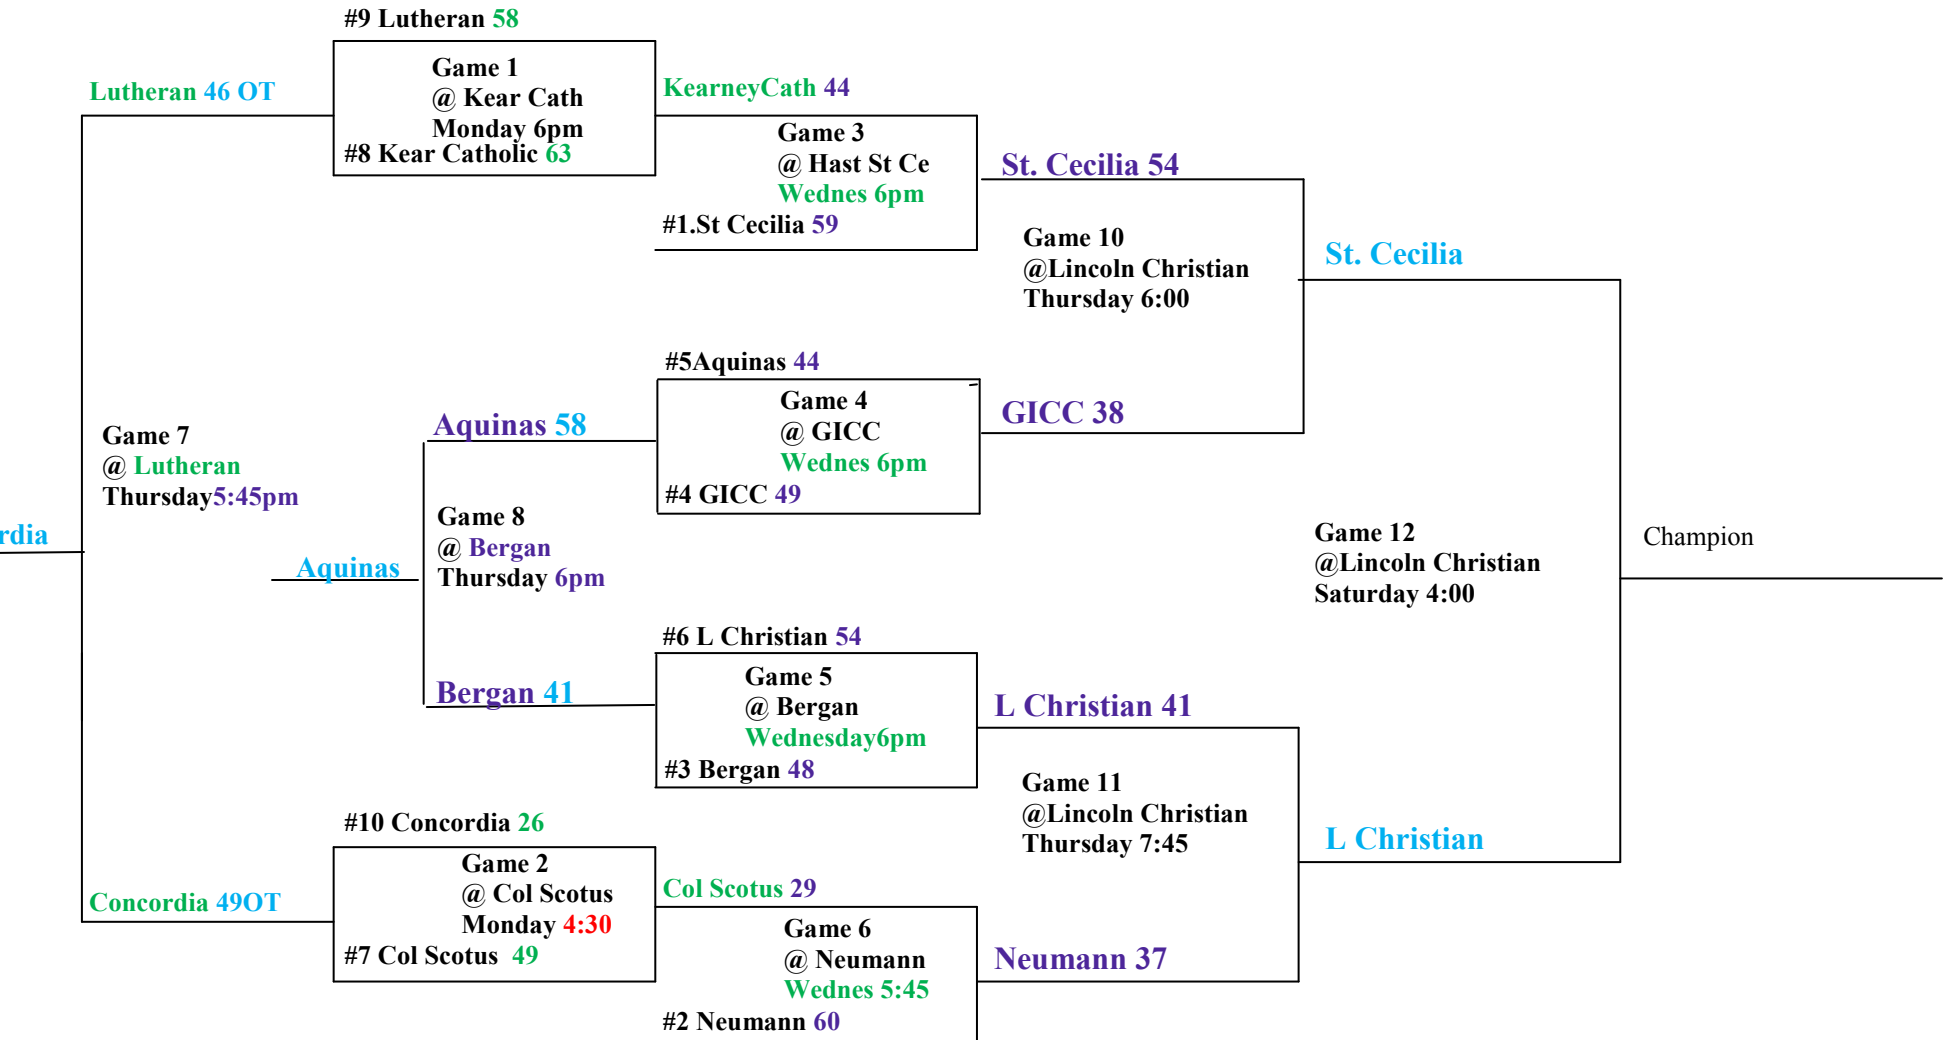 #9 Lutheran 58
Game 1
@ Kear Cath
Monday 6pm
#8 Kear Catholic 63
Lutheran 46 OT
KearneyCath 44
Game 3
@ Hast St Ce
Wednes 6pm
#1.St Cecilia 59
St. Cecilia 54
Game 10
@Lincoln Christian
Thursday 6:00
St. Cecilia
#5Aquinas 44
Game 4
@ GICC
Wednes 6pm
#4 GICC 49
GICC 38
Aquinas 58
Game 7
@ Lutheran
Thursday5:45pm
Game 8
@ Bergan
Thursday 6pm
rdia
Aquinas
Game 12
@Lincoln Christian
Saturday 4:00
Champion
#6 L Christian 54
Game 5
@ Bergan
Wednesday6pm
#3 Bergan 48
Bergan 41
L Christian 41
Game 11
@Lincoln Christian
Thursday 7:45
L Christian
#10 Concordia 26
Game 2
@ Col Scotus
Monday 4:30
#7 Col Scotus 49
Concordia 49OT
Col Scotus 29
Game 6
@ Neumann
Wednes 5:45
#2 Neumann 60
Neumann 37